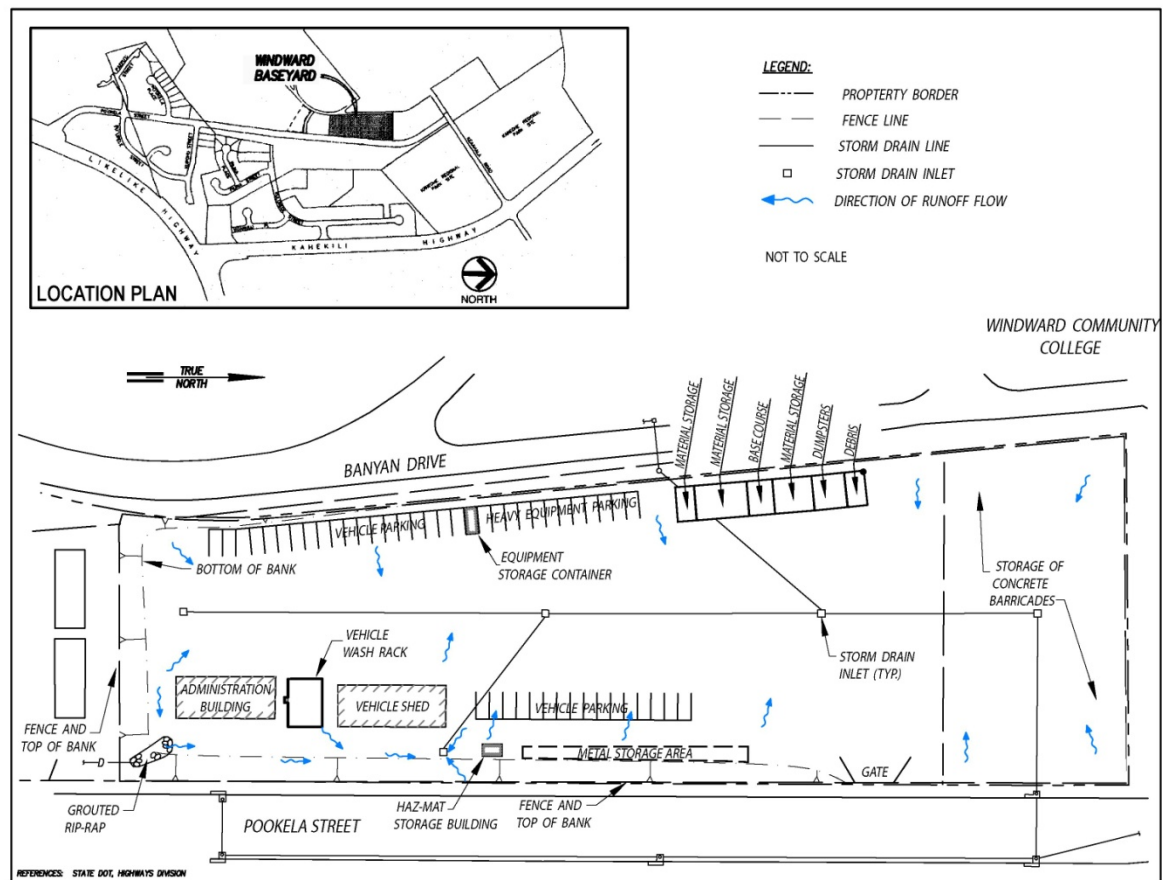 WINDWARD
BASEYARD
LIKELIKE HIGHWAY
KAHEKILI HIGHWAY
LOCATION PLAN
NORTH
LEGEND:
PROPTERTY BORDER
FENCE LINE
STORM DRAIN LINE
STORM DRAIN INLET
DIRECTION OF RUNOFF FLOW
NOT TO SCALE
WINDWARD COMMUNITY
COLLEGE
TRUE
NORTH
BANYAN DRIVE
MATERIAL STORAGE
MATERIAL STORAGE
BASE COURSE
MATERIAL STORAGE
DUMPSTERS
DEBRIS
VEHICLE PARKING
HEAVY EQUIPMENT PARKING
BOTTOM OF BANK
EQUIPMENT
STORAGE CONTAINER
STORAGE OF
CONCRETE
BARRICADES
VEHICLE
WASH RACK
STORM DRAIN
INLET (TYP.)
ADMINISTRATION
BUILDING
VEHICLE SHED
VEHICLE PARKING
FENCE AND
TOP OF BANK
METAL STORAGE AREA
GATE
GROUTED
RIP-RAP
HAZ-MAT
STORAGE BUILDING
FENCE AND
TOP OF BANK
POOKELA STREET
REFERENCES: STATE DOT, HIGHWAYS DIVISION